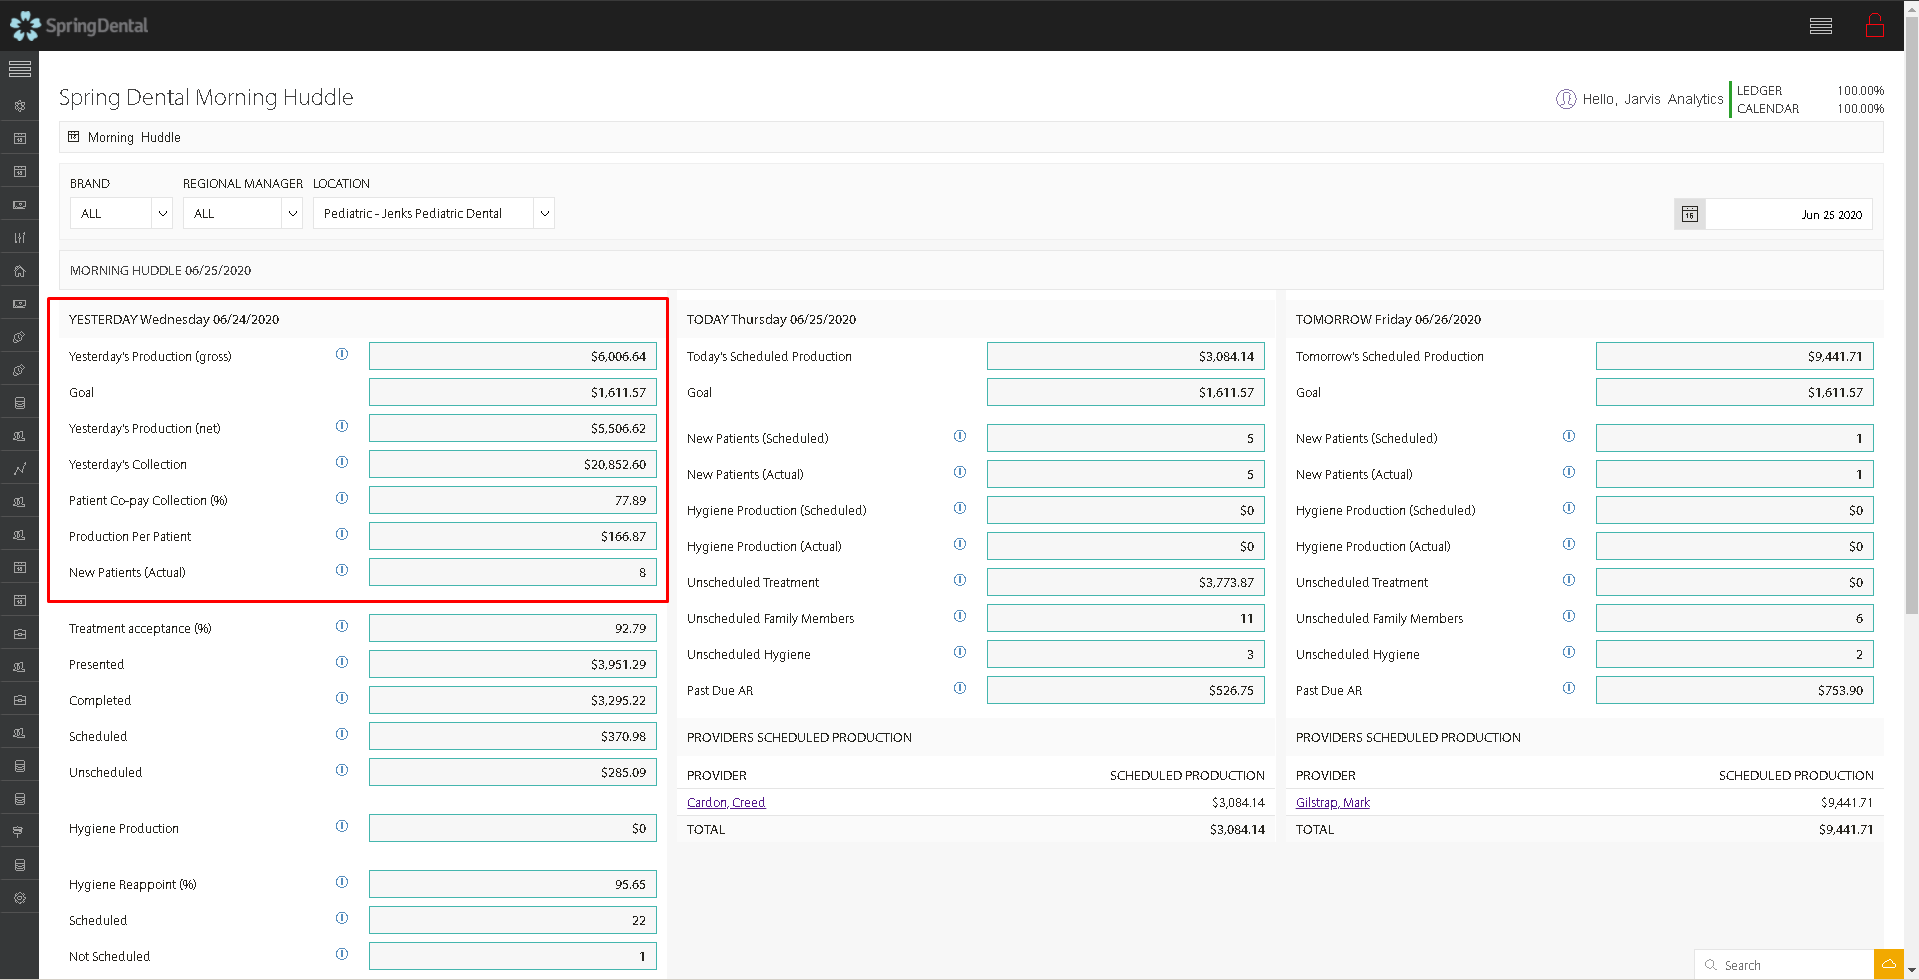 SpringDental
Spring Dental Morning Huddle
Hello, Jarvis Analytics
LEDGER 100.00%
CALENDAR 100.00%
Morning Huddle
BRAND REGIONAL MANAGER LOCATION
ALL ALL Pediatric - Jenks Pediatric Dental Jun 25 2020
MORNING HUDDLE 06/25/2020
YESTERDAY Wednesday 06/24/2020
Yesterday's Production (gross) $6,006.64
Goal $1,611.57
Yesterday's Production (net) $5,506.62
Yesterday's Collection $20,852.60
Patient Co-pay Collection (%) 77.89
Production Per Patient $166.87
New Patients (Actual) 8
Treatment acceptance (%) 92.79
Presented $3,951.29
Completed $3,295.22
Scheduled $370.98
Unscheduled $285.09
Hygiene Production $0
Hygiene Reappoint (%) 95.65
Scheduled 22
Not Scheduled 1
TODAY Thursday 06/25/2020
Today's Scheduled Production $3,084.14
Goal $1,611.57
New Patients (Scheduled) 5
New Patients (Actual) 5
Hygiene Production (Scheduled) $0
Hygiene Production (Actual) $0
Unscheduled Treatment $3,773.87
Unscheduled Family Members 11
Unscheduled Hygiene 3
Past Due AR $526.75
PROVIDERS SCHEDULED PRODUCTION
PROVIDER SCHEDULED PRODUCTION
Cardon, Creed $3,084.14
TOTAL $3,084.14
TOMORROW Friday 06/26/2020
Tomorrow's Scheduled Production $9,441.71
Goal $1,611.57
New Patients (Scheduled) 1
New Patients (Actual) 1
Hygiene Production (Scheduled) $0
Hygiene Production (Actual) $0
Unscheduled Treatment $0
Unscheduled Family Members 6
Unscheduled Hygiene 2
Past Due AR $753.90
PROVIDERS SCHEDULED PRODUCTION
PROVIDER SCHEDULED PRODUCTION
Gilstrap, Mark $9,441.71
TOTAL $9,441.71
Search